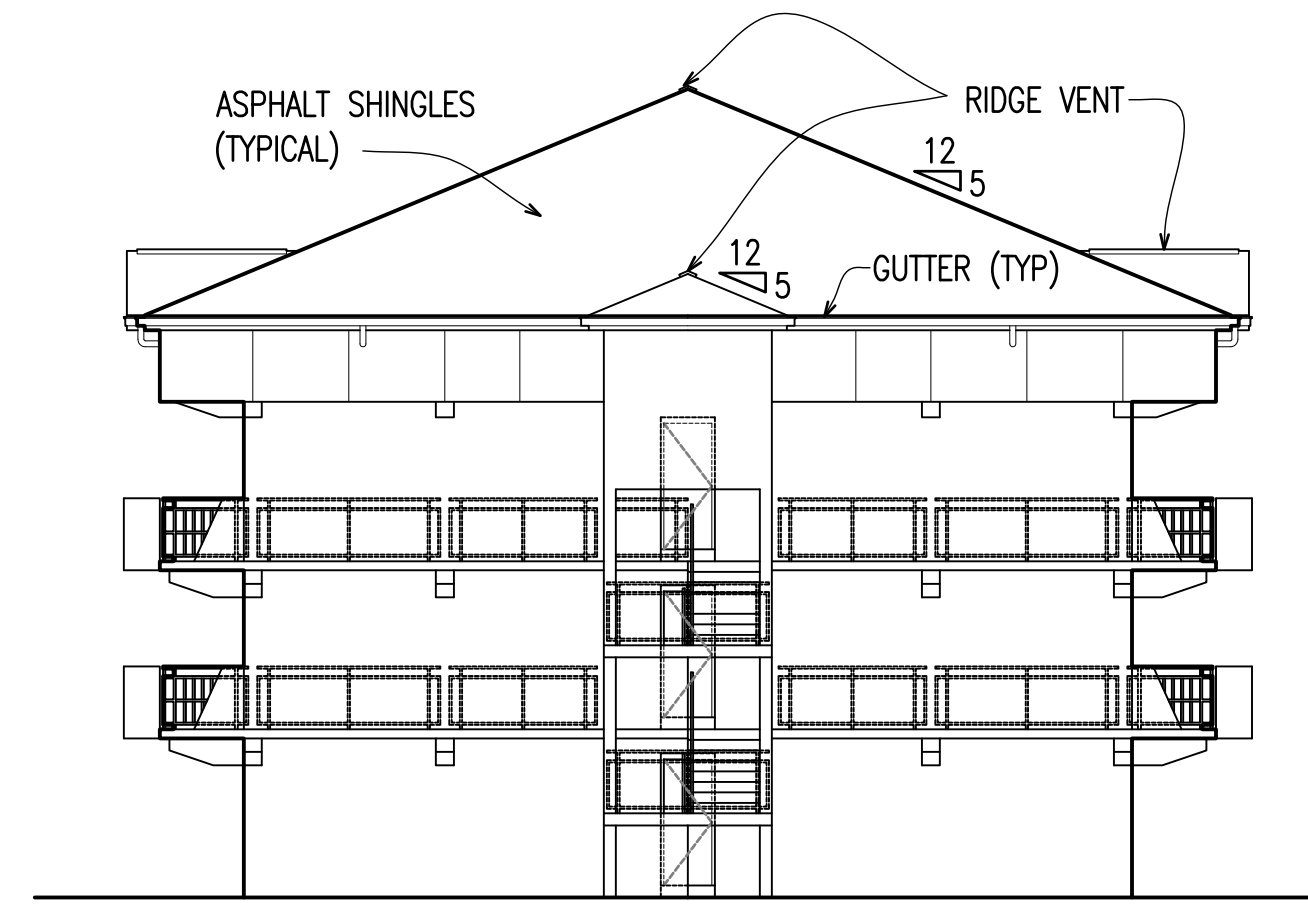 ASPHALT SHINGLES
(TYPICAL)
RIDGE VENT
12
5
12
5
GUTTER (TYP)